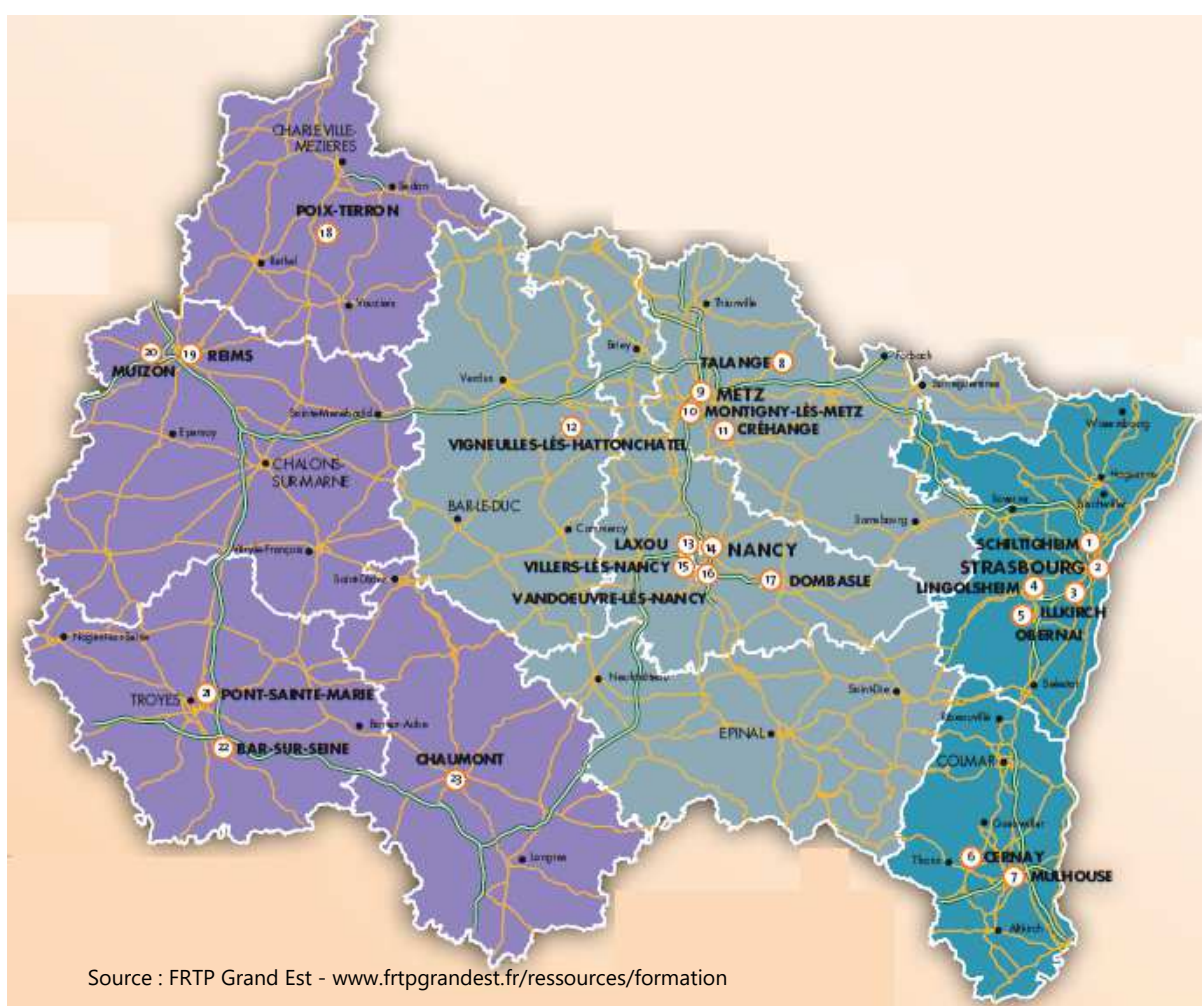 CHARLEVILLE-
MEZIERES
Sedan
POIX-TERRON
18
Rethel
Vouziers
20
19
REIMS
MUIZON
Epernay
Sainte-Menehould
CHALONS-
SUR-MARNE
Vitry-le-François
Saint-Dizier
Nogent-sur-Seine
TROYES
21
PONT-SAINTE-MARIE
Bar-sur-Aube
22
BAR-SUR-SEINE
CHAUMONT
23
Langres
Verdun
Briey
Thionville
TALANGE
8
9
METZ
10
MONTIGNY-LÈS-METZ
11
CRÉHANGE
12
VIGNEULLES-LÈS-HATTONCHATEL
Forbach
Sarreguemines
BAR-LE-DUC
Commercy
LAXOU
13
14
NANCY
VILLERS-LÈS-NANCY
15
16
VANDOEUVRE-LÈS-NANCY
17
DOMBASLE
Sarrebourg
Neufchâteau
Saint-Die
EPINAL
Wissembourg
Haguenau
Saverne
SCHILTIGHEIM
1
STRASBOURG
2
LINGOLSHEIM
4
3
ILLKIRCH
5
OBERNAI
Selestat
COLMAR
Guebwiller
Thann
6
CERNAY
7
MULHOUSE
Altkirch
Source : FRTP Grand Est - www.frtpgrandest.fr/ressources/formation